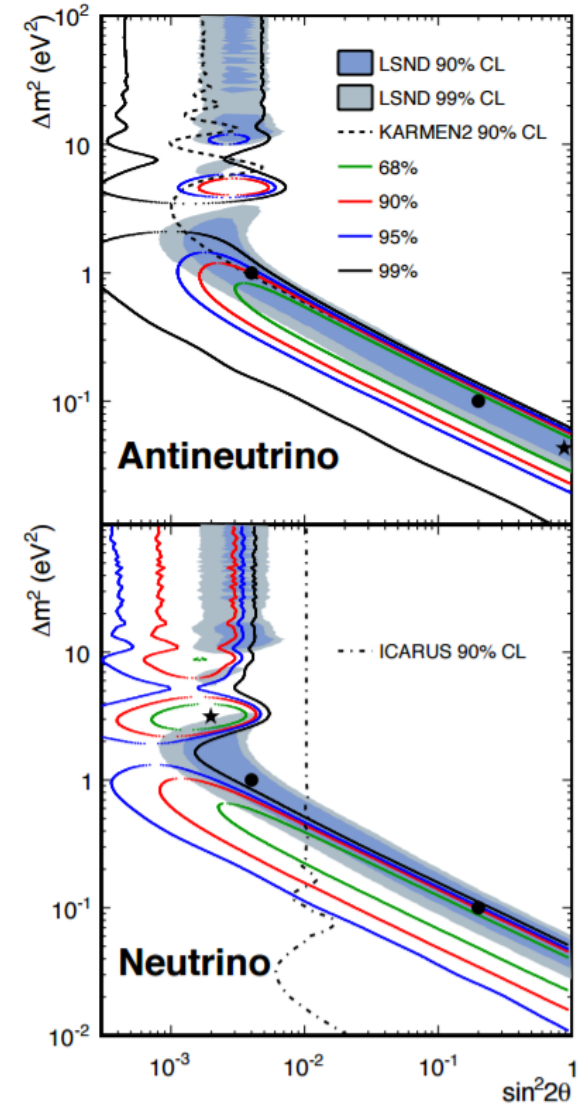 10²
Δm² (eV²)
LSND 90% CL
LSND 99% CL
KARMEN2 90% CL
68%
90%
95%
99%
10
1
10⁻¹
Antineutrino
Δm² (eV²)
10
ICARUS 90% CL
1
10⁻¹
Neutrino
10⁻²
10⁻³
10⁻²
10⁻¹
1
sin²2θ